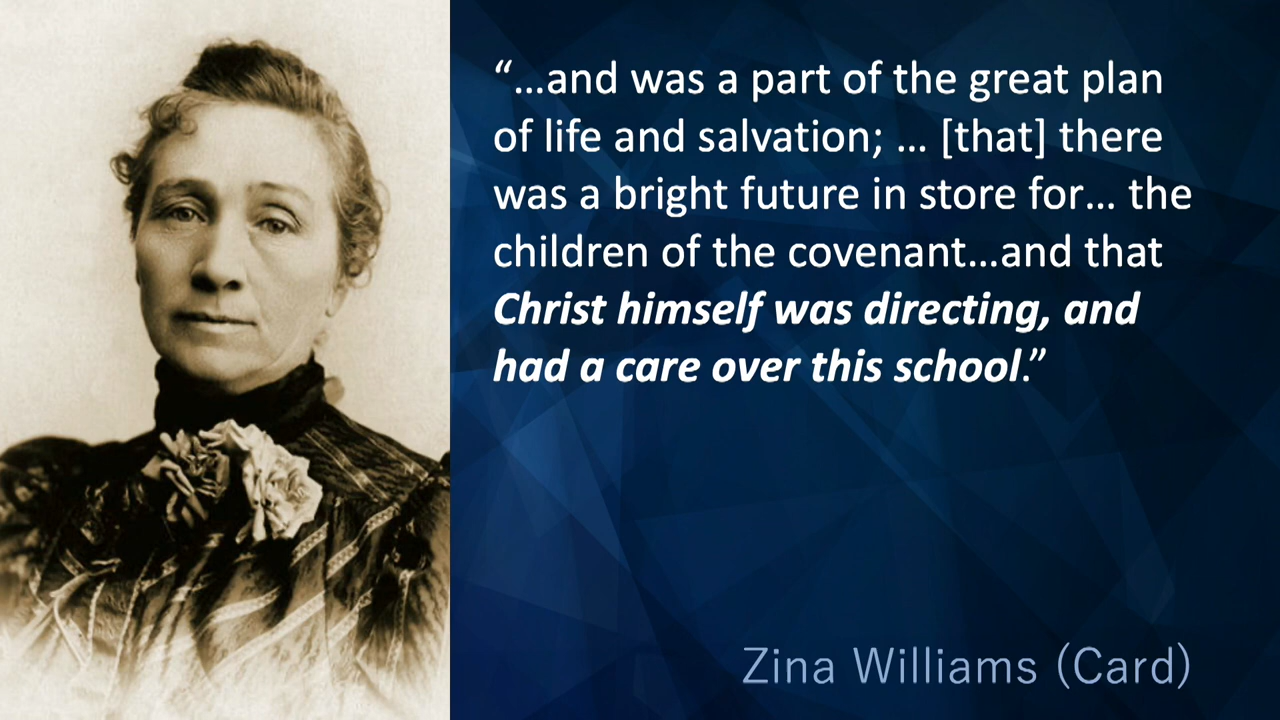 “…and was a part of the great plan
of life and salvation; … [that] there
was a bright future in store for… the
children of the covenant…and that
Christ himself was directing, and
had a care over this school.”
Zina Williams (Card)